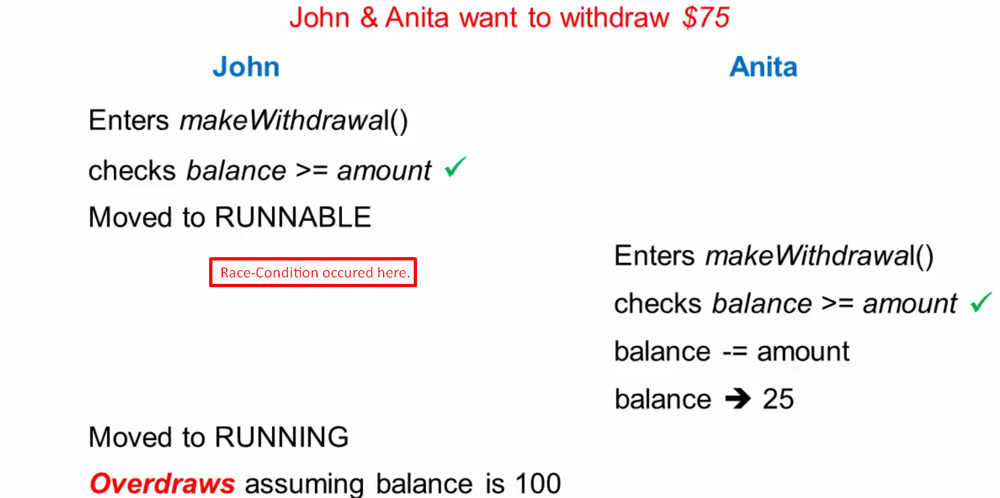 John & Anita want to withdraw $75
John
Anita
Enters makeWithdrawal()
checks balance >= amount ✓
Moved to RUNNABLE
Race-Condition occured here.
Enters makeWithdrawal()
checks balance >= amount ✓
balance -= amount
balance ➔ 25
Moved to RUNNING
Overdraws assuming balance is 100